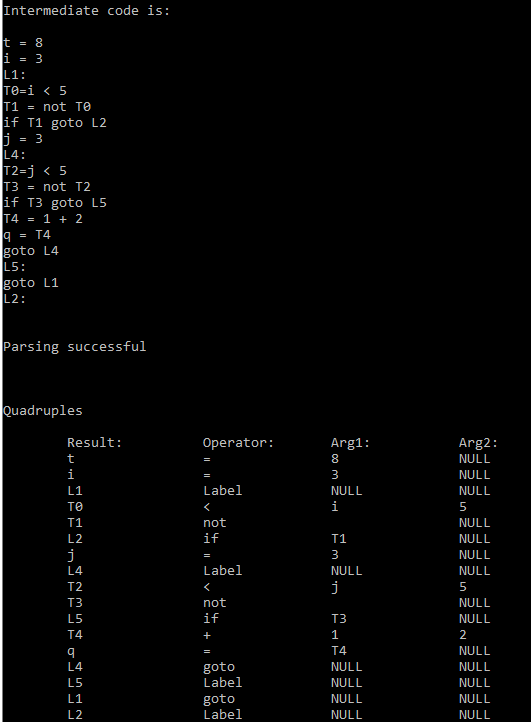 Intermediate code is:
t = 8
i = 3
L1:
T0=i < 5
T1 = not T0
if T1 goto L2
j = 3
L4:
T2=j < 5
T3 = not T2
if T3 goto L5
T4 = 1 + 2
q = T4
goto L4
L5:
goto L1
L2:
Parsing successful
Quadruples
Result: Operator: Arg1: Arg2:
t = 8 NULL
i = 3 NULL
L1 Label NULL NULL
T0 < i 5
T1 not NULL
L2 if T1 NULL
j = 3 NULL
L4 Label NULL NULL
T2 < j 5
T3 not NULL
L5 if T3 NULL
T4 + 1 2
q = T4 NULL
L4 goto NULL NULL
L5 Label NULL NULL
L1 goto NULL NULL
L2 Label NULL NULL